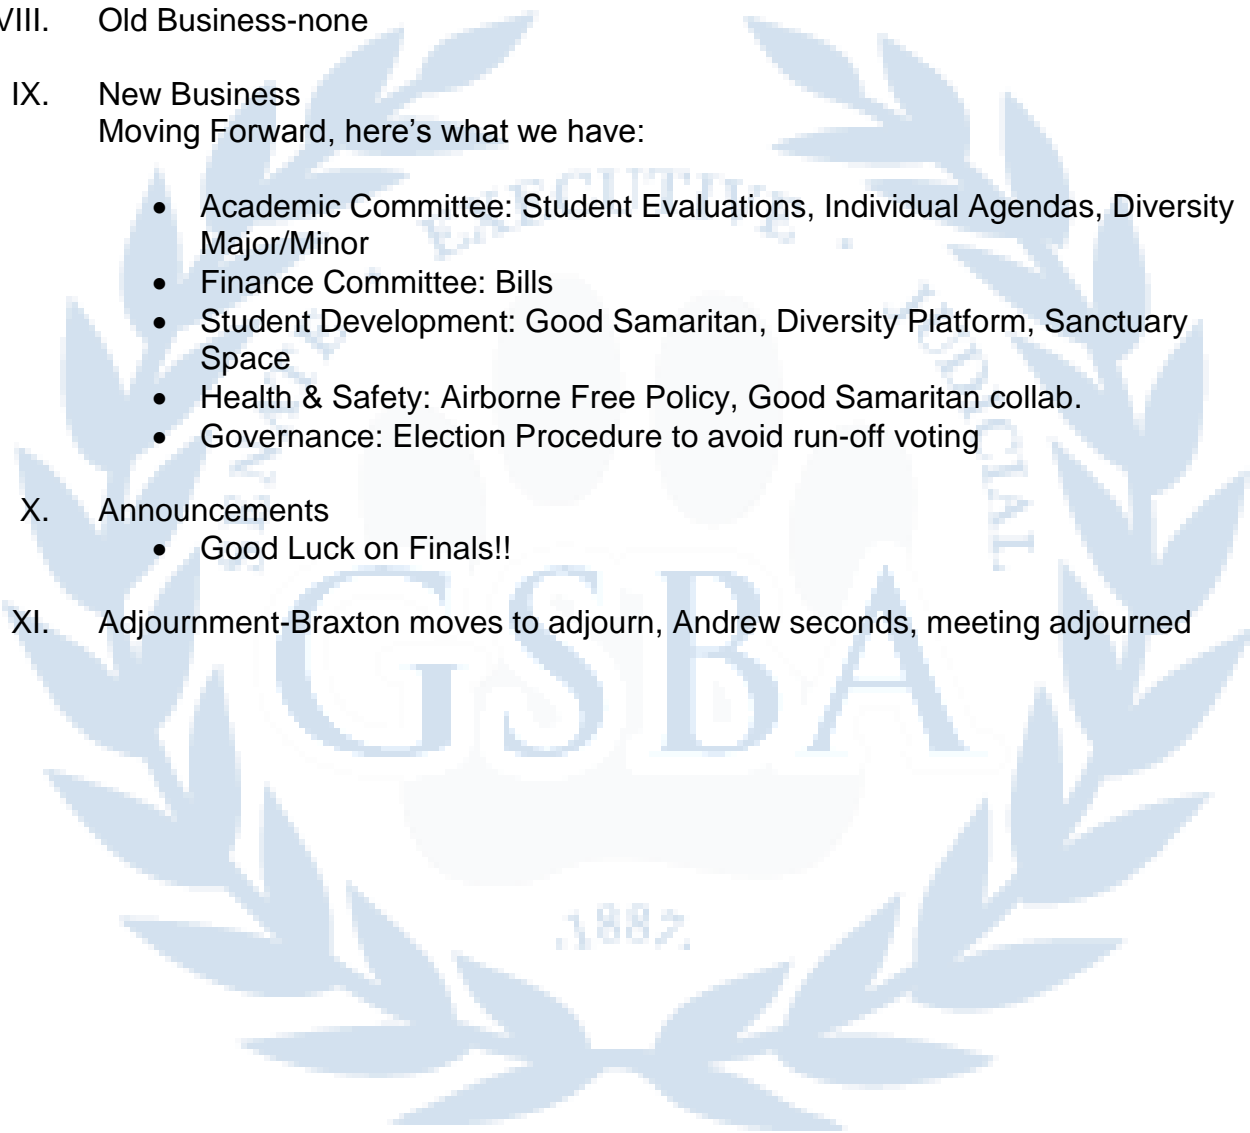 VIII. Old Business-none
IX. New Business
Moving Forward, here’s what we have:
• Academic Committee: Student Evaluations, Individual Agendas, Diversity
Major/Minor
• Finance Committee: Bills
• Student Development: Good Samaritan, Diversity Platform, Sanctuary
Space
• Health & Safety: Airborne Free Policy, Good Samaritan collab.
• Governance: Election Procedure to avoid run-off voting
X. Announcements
• Good Luck on Finals!!
XI. Adjournment-Braxton moves to adjourn, Andrew seconds, meeting adjourned
SENATE • EXECUTIVE • JUDICIAL
GSBA
1882